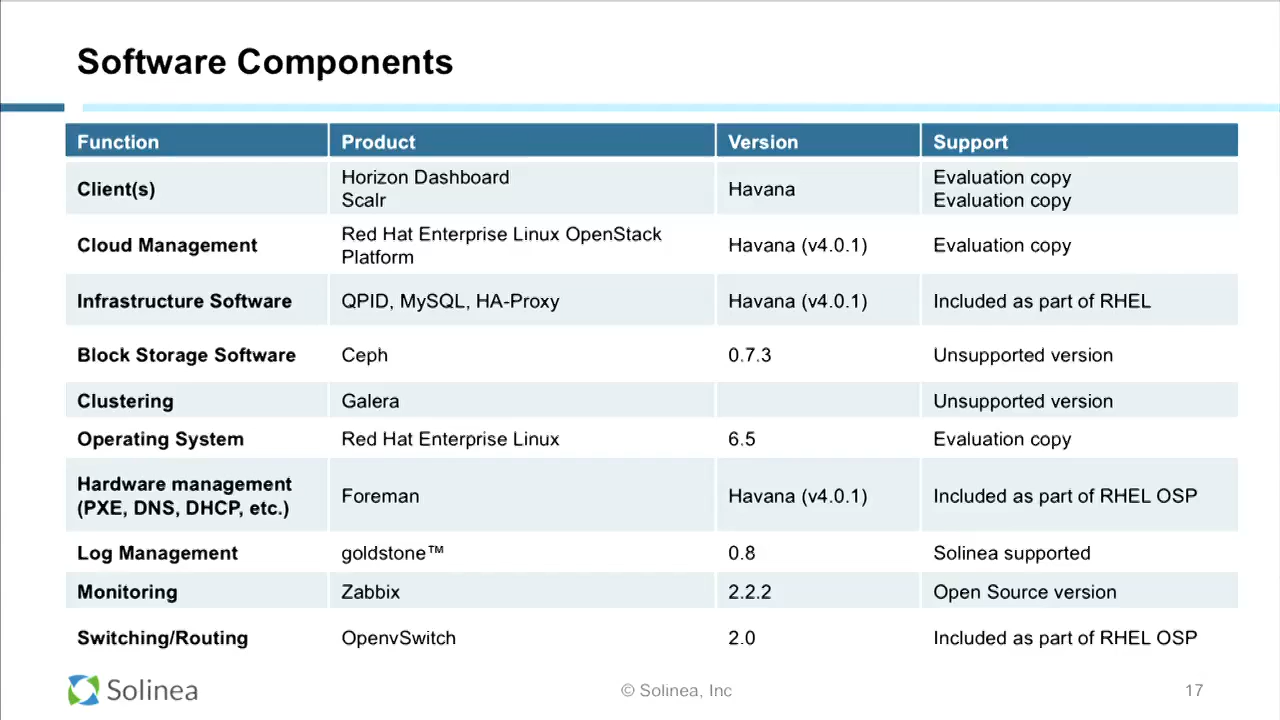 Software Components
Function Product Version Support
Client(s) Horizon Dashboard Havana Evaluation copy
Scalr Evaluation copy
Cloud Management Red Hat Enterprise Linux OpenStack Havana (v4.0.1) Evaluation copy
Platform
Infrastructure Software QPID, MySQL, HA-Proxy Havana (v4.0.1) Included as part of RHEL
Block Storage Software Ceph 0.7.3 Unsupported version
Clustering Galera Unsupported version
Operating System Red Hat Enterprise Linux 6.5 Evaluation copy
Hardware management
(PXE, DNS, DHCP, etc.) Foreman Havana (v4.0.1) Included as part of RHEL OSP
Log Management goldstone™ 0.8 Solinea supported
Monitoring Zabbix 2.2.2 Open Source version
Switching/Routing OpenvSwitch 2.0 Included as part of RHEL OSP
Solinea © Solinea, Inc 17